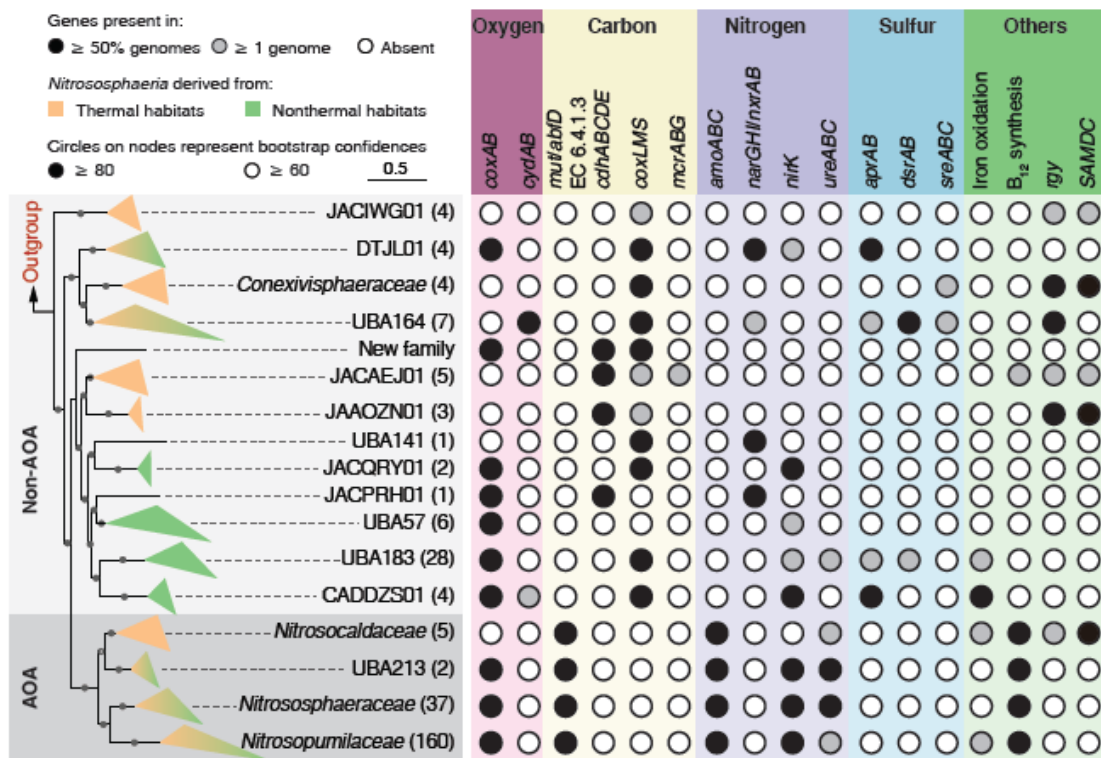 Genes present in:
≥ 50% genomes ≥ 1 genome Absent
Nitrososphaeria derived from:
Thermal habitats Nonthermal habitats
Circles on nodes represent bootstrap confidences
≥ 80 ≥ 60 0.5
Oxygen Carbon Nitrogen Sulfur Others
coxAB
cydAB
mut/abfD
EC 6.4.1.3
cdhABCDE
coxLMS
mcrABG
amoABC
narGHI/nxrAB
nirK
ureABC
aprAB
dsrAB
sreABC
Iron oxidation
B12 synthesis
rgy
SAMDC
Outgroup
Non-AOA
AOA
JACIWG01 (4)
DTJL01 (4)
Conexivisphaeraceae (4)
UBA164 (7)
New family
JACAEJ01 (5)
JAAOZN01 (3)
UBA141 (1)
JACQRY01 (2)
JACPRH01 (1)
UBA57 (6)
UBA183 (28)
CADDZS01 (4)
Nitrosocaldaceae (5)
UBA213 (2)
Nitrososphaeraceae (37)
Nitrosopumilaceae (160)